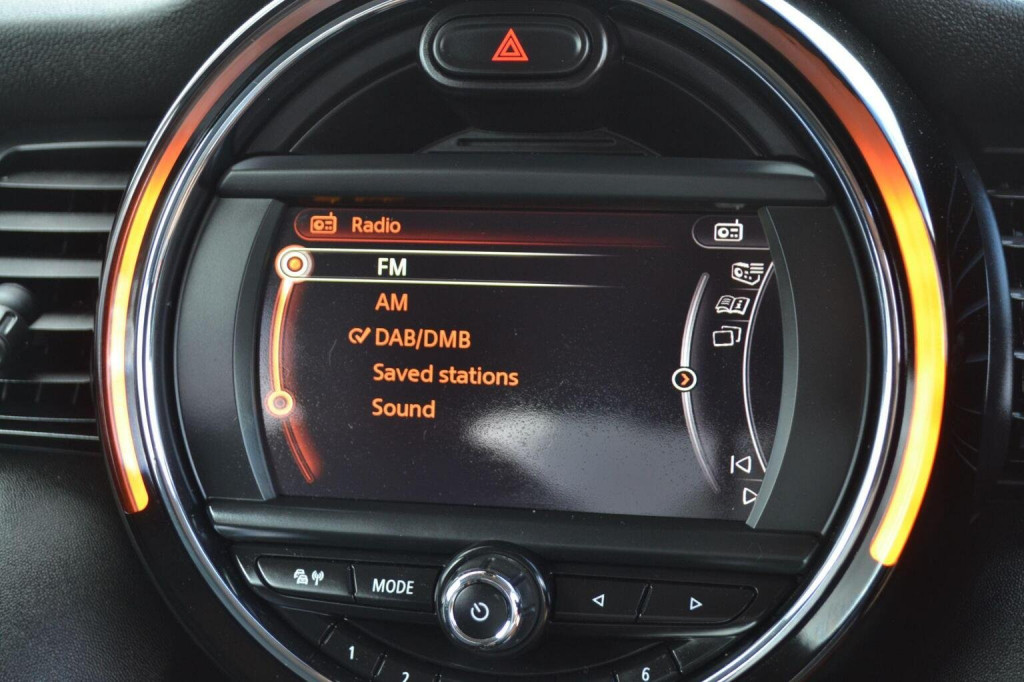 Radio
FM
AM
DAB/DMB
Saved stations
Sound
MODE
1
2
6